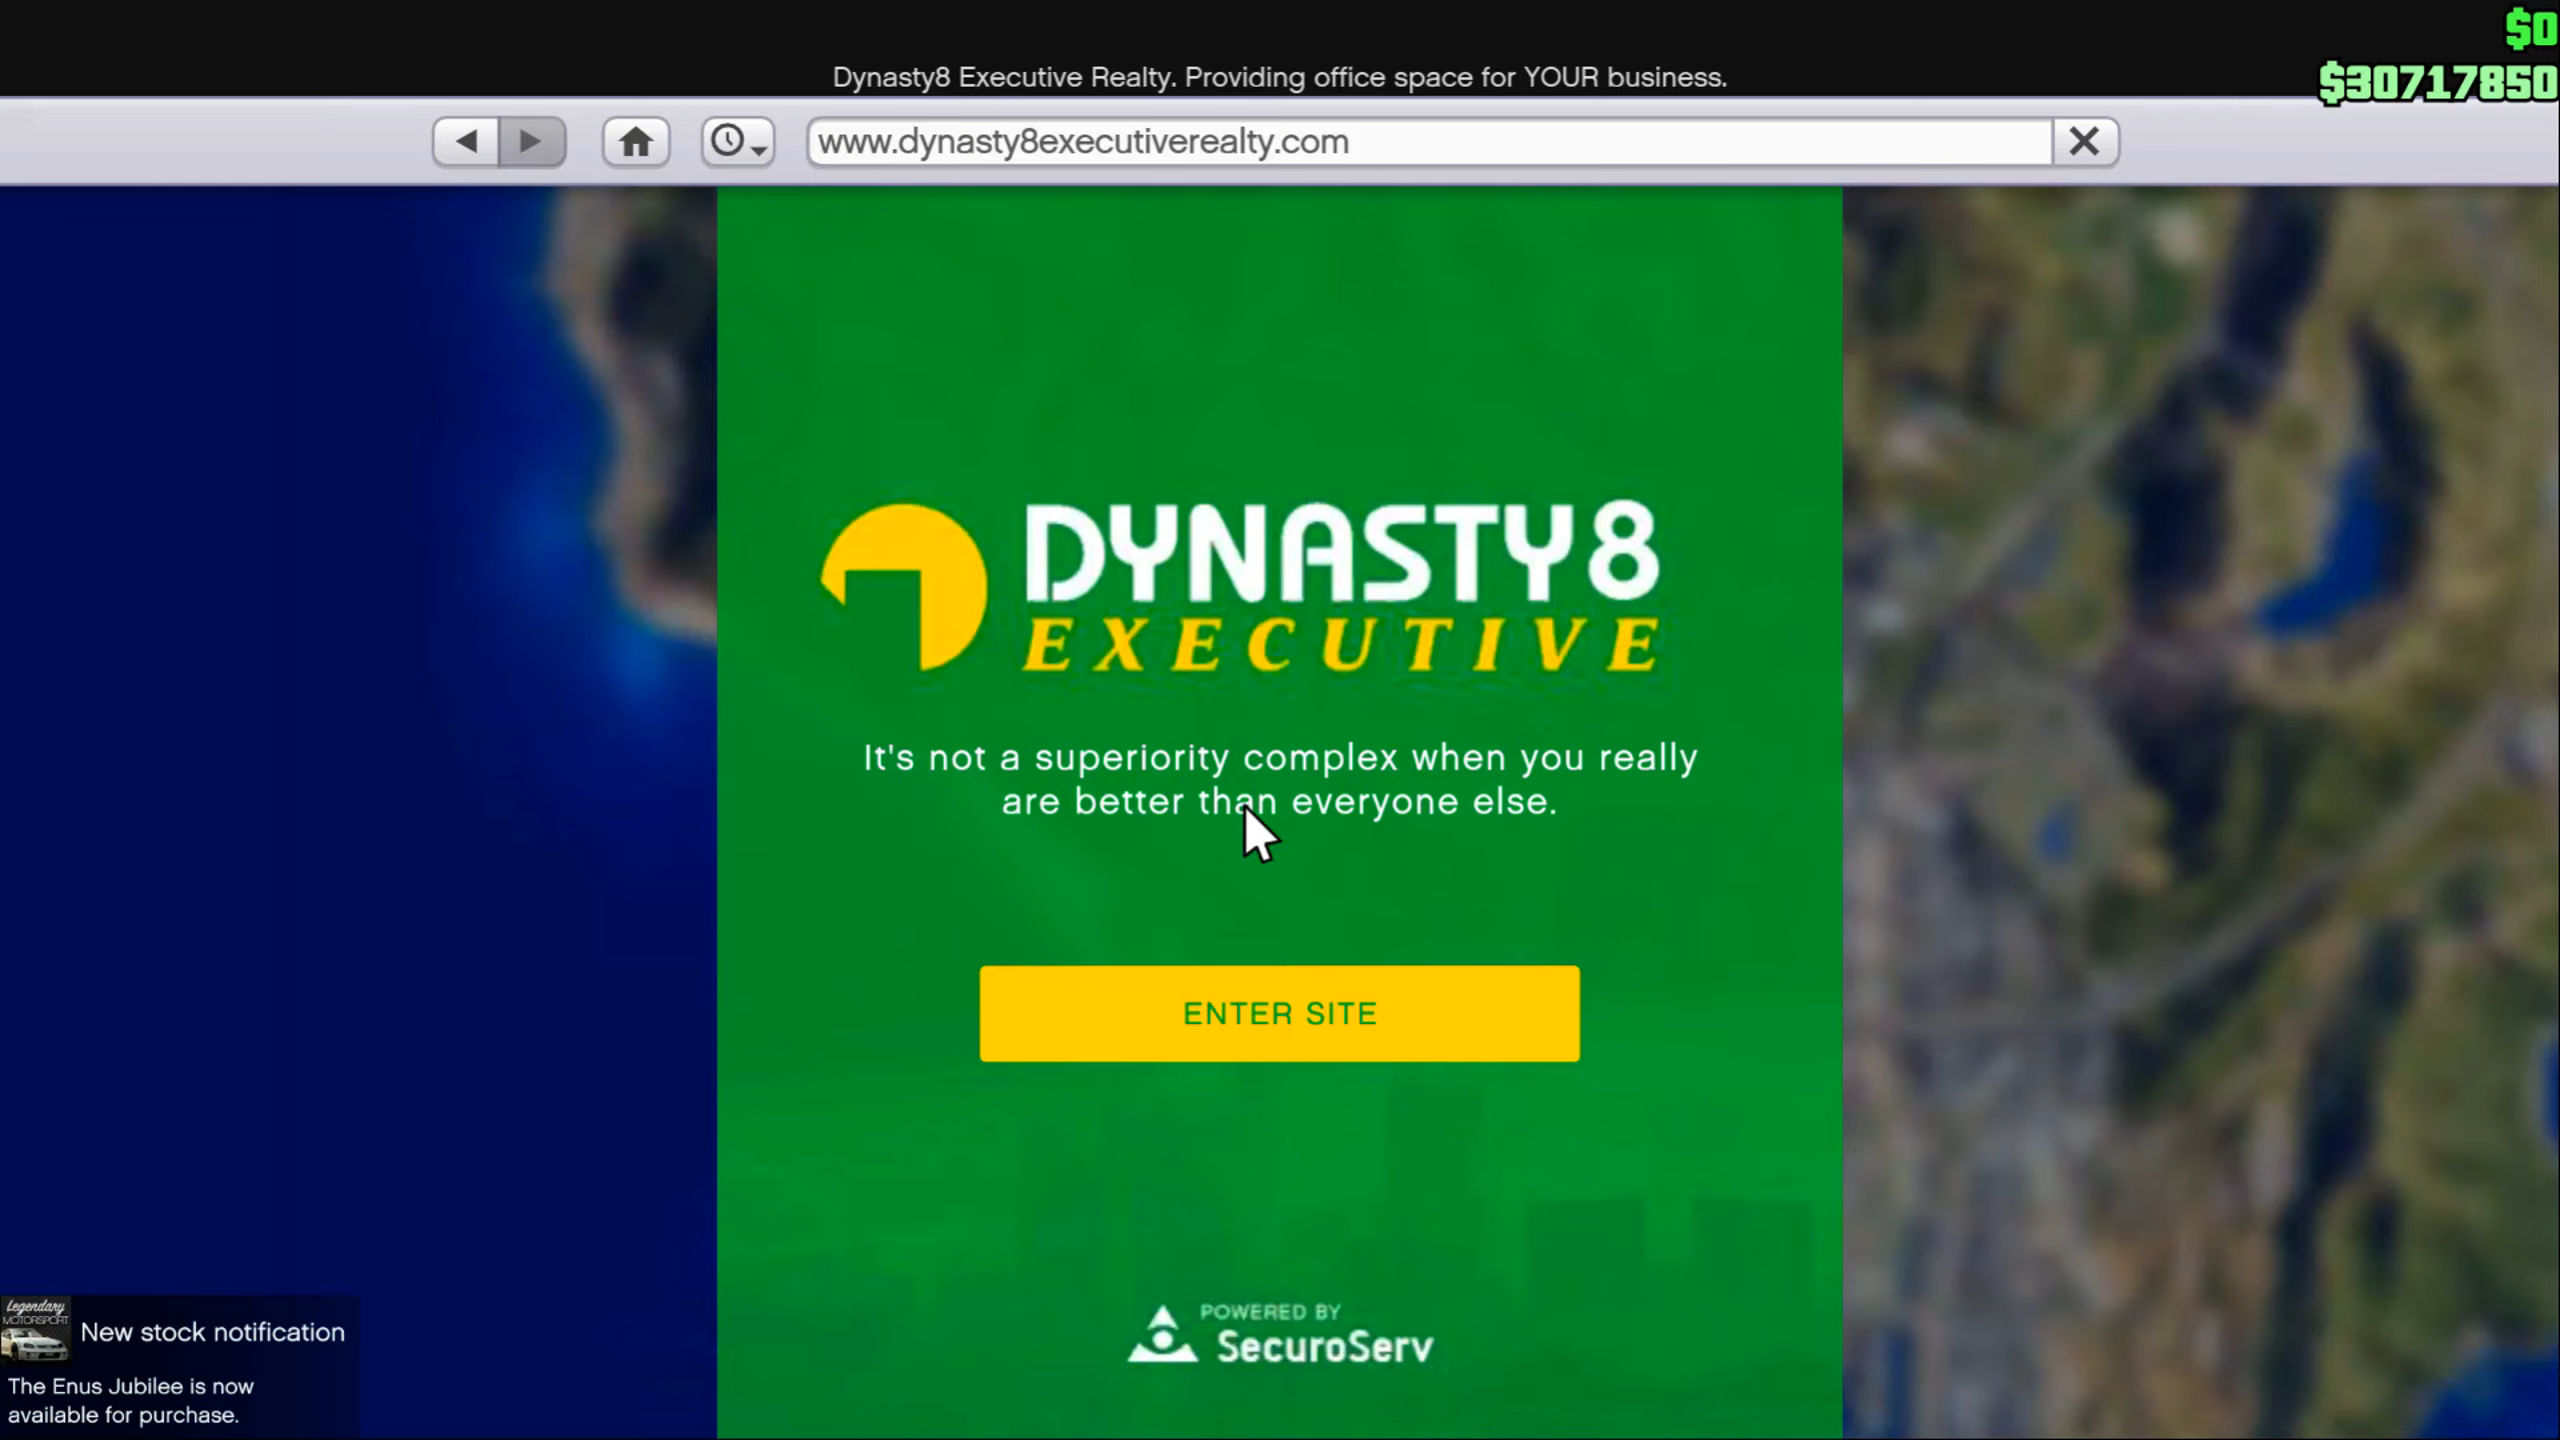 $0
$30717850
Dynasty8 Executive Realty. Providing office space for YOUR business.
www.dynasty8executiverealty.com
DYNASTY8
EXECUTIVE
It's not a superiority complex when you really
are better than everyone else.
ENTER SITE
POWERED BY
SecuroServ
Legendary
MOTORSPORT
New stock notification
The Enus Jubilee is now
available for purchase.